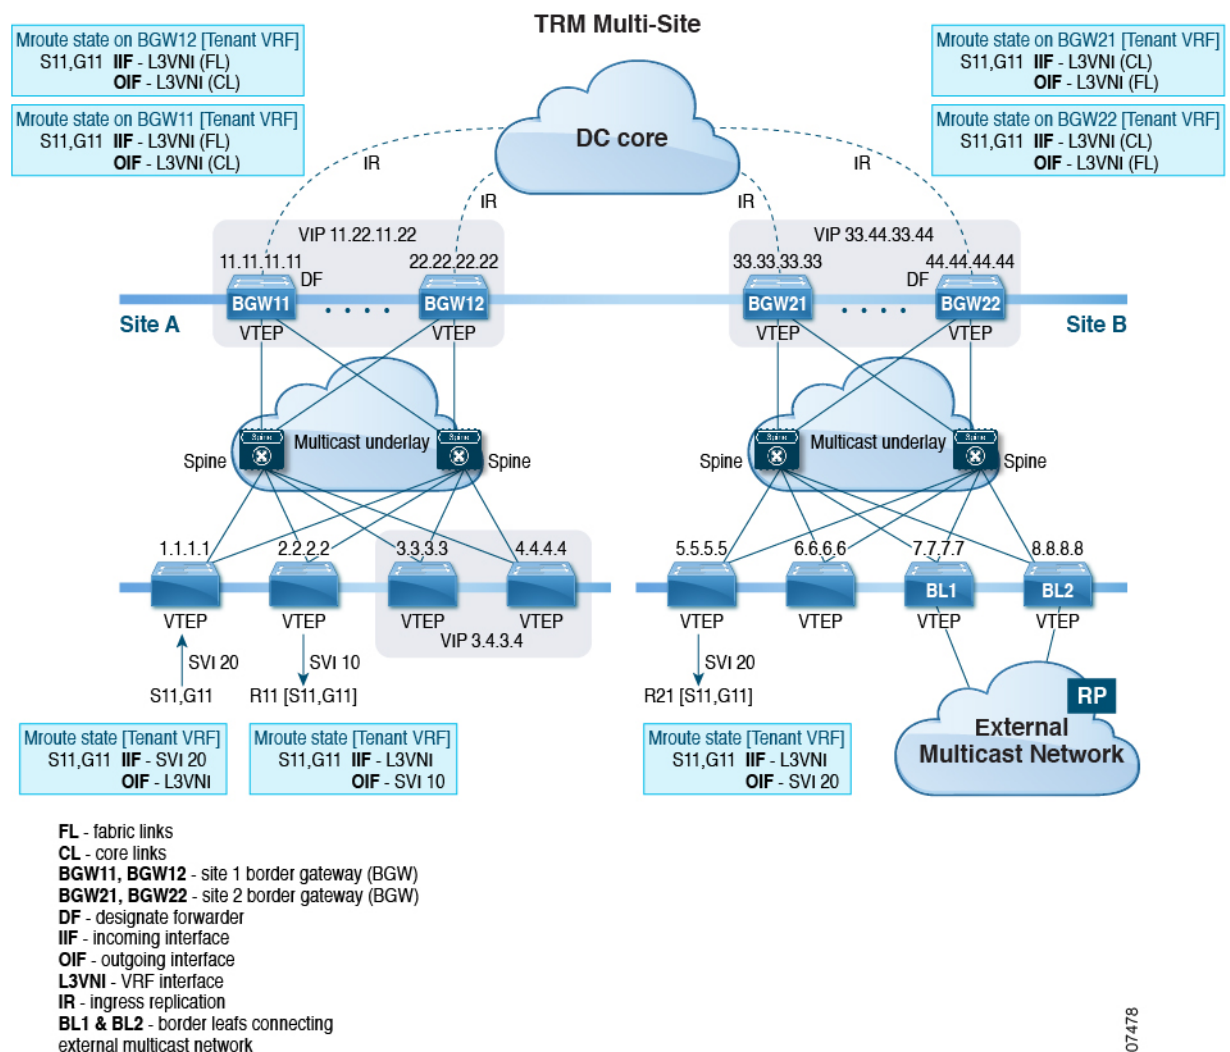 TRM Multi-Site
Mroute state on BGW12 [Tenant VRF]
S11,G11 IIF - L3VNI (FL)
OIF - L3VNI (CL)
Mroute state on BGW11 [Tenant VRF]
S11,G11 IIF - L3VNI (FL)
OIF - L3VNI (CL)
Mroute state on BGW21 [Tenant VRF]
S11,G11 IIF - L3VNI (CL)
OIF - L3VNI (FL)
Mroute state on BGW22 [Tenant VRF]
S11,G11 IIF - L3VNI (CL)
OIF - L3VNI (FL)
DC core
IR
IR
IR
IR
VIP 11.22.11.22
VIP 33.44.33.44
11.11.11.11
22.22.22.22
33.33.33.33
44.44.44.44
DF
DF
BGW11
BGW12
BGW21
BGW22
Site A
Site B
VTEP
VTEP
VTEP
VTEP
Spine
Spine
Spine
Spine
Multicast underlay
Multicast underlay
Spine
Spine
Spine
Spine
1.1.1.1
2.2.2.2
3.3.3.3
4.4.4.4
5.5.5.5
6.6.6.6
7.7.7.7
8.8.8.8
BL1
BL2
VTEP
VTEP
VTEP
VTEP
VTEP
VTEP
VTEP
VTEP
VIP 3.4.3.4
SVI 20
SVI 10
SVI 20
S11,G11
R11 [S11,G11]
R21 [S11,G11]
RP
External
Multicast Network
Mroute state [Tenant VRF]
S11,G11 IIF - SVI 20
OIF - L3VNI
Mroute state [Tenant VRF]
S11,G11 IIF - L3VNI
OIF - SVI 10
Mroute state [Tenant VRF]
S11,G11 IIF - L3VNI
OIF - SVI 20
FL - fabric links
CL - core links
BGW11, BGW12 - site 1 border gateway (BGW)
BGW21, BGW22 - site 2 border gateway (BGW)
DF - designate forwarder
IIF - incoming interface
OIF - outgoing interface
L3VNI - VRF interface
IR - ingress replication
BL1 & BL2 - border leafs connecting
external multicast network
07478